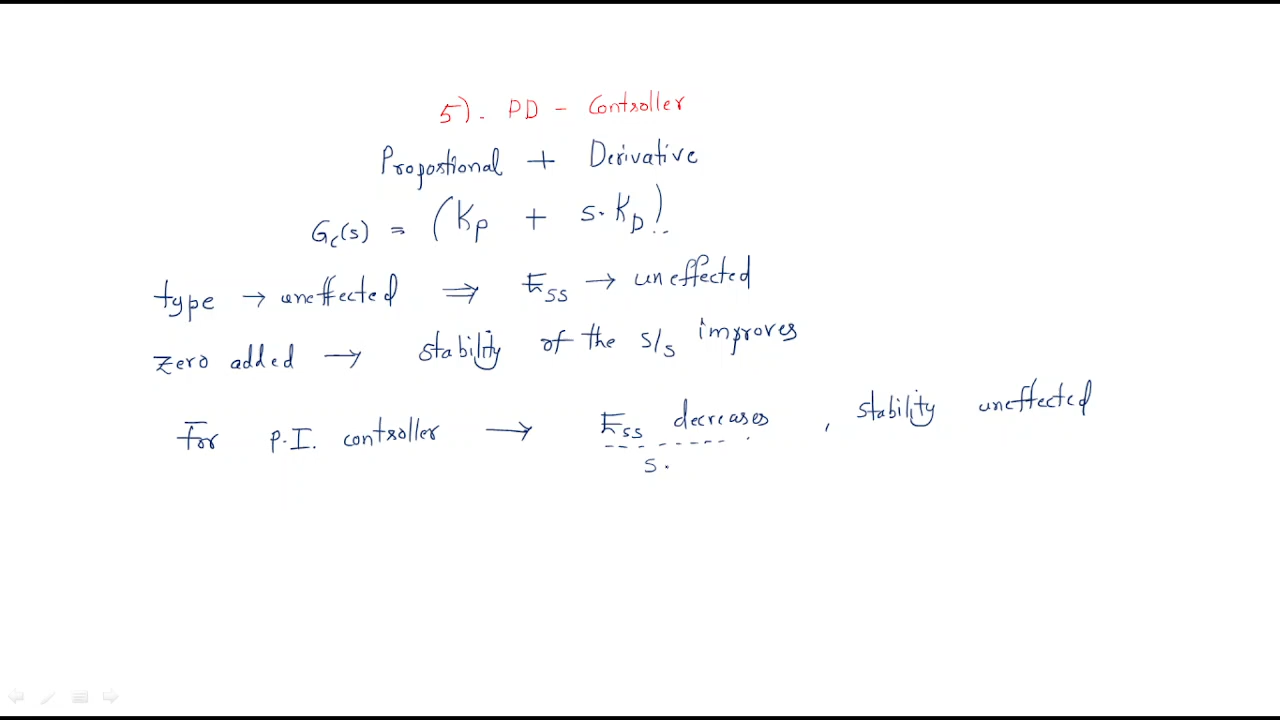 5). PD - Controller
Proportional + Derivative
Gc(s) = (KP + s. KD)..
type → uneffected ⇒ Ess → uneffected
zero added → stability of the s/s improves
For P.I. controller → Ess decreases , stability uneffected
s.